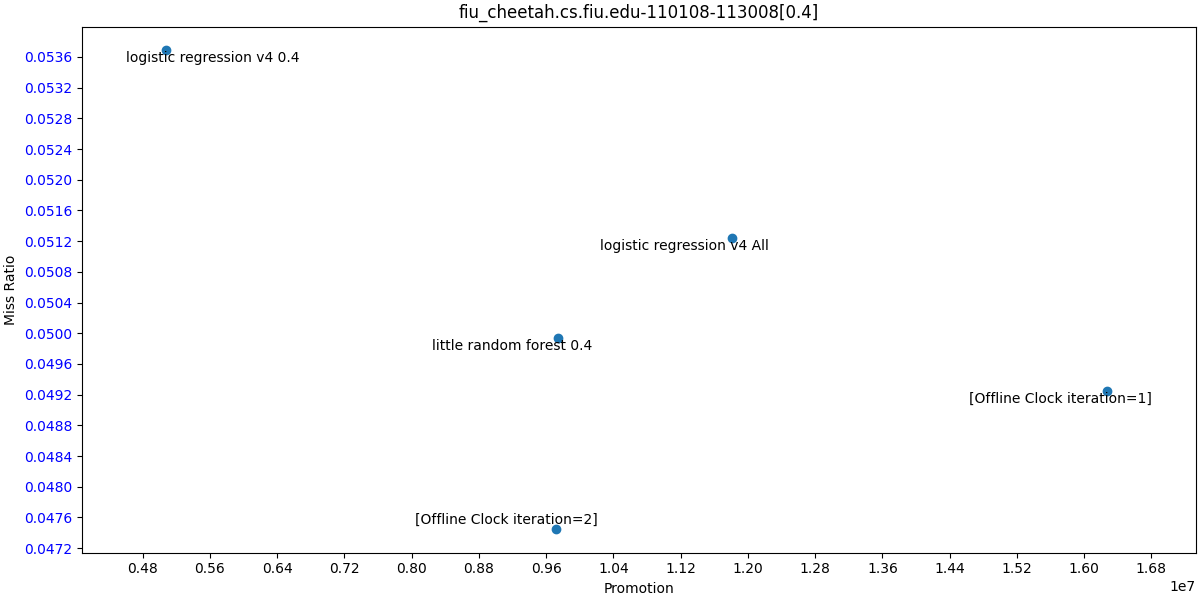 fiu_cheetah.cs.fiu.edu-110108-113008[0.4]
0.0536
logistic regression v4 0.4
0.0532
0.0528
0.0524
0.0520
0.0516
0.0512
logistic regression v4 All
0.0508
0.0504
0.0500
little random forest 0.4
0.0496
0.0492
[Offline Clock iteration=1]
0.0488
0.0484
0.0480
0.0476
[Offline Clock iteration=2]
0.0472
Miss Ratio
0.48 0.56 0.64 0.72 0.80 0.88 0.96 1.04 1.12 1.20 1.28 1.36 1.44 1.52 1.60 1.68
Promotion
1e7